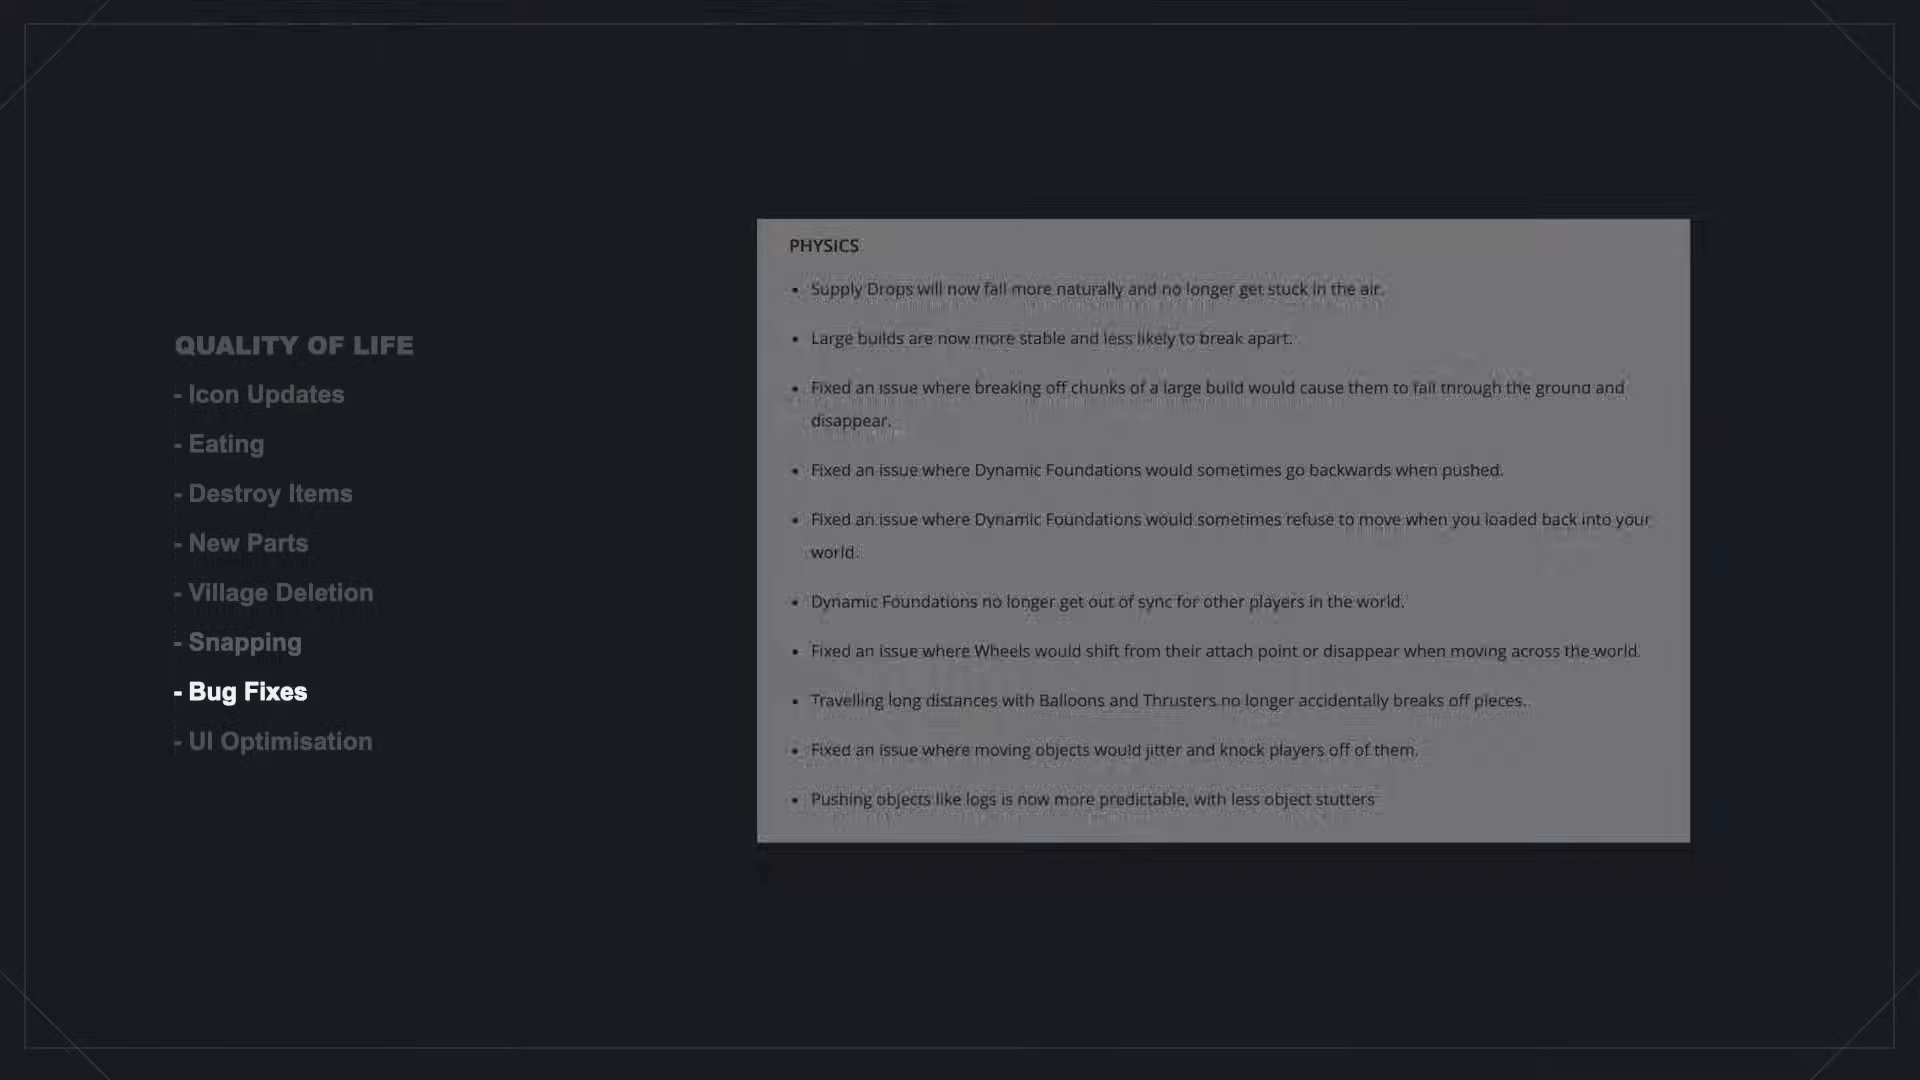 QUALITY OF LIFE
- Icon Updates
- Eating
- Destroy Items
- New Parts
- Village Deletion
- Snapping
- Bug Fixes
- UI Optimisation
PHYSICS
• Supply Drops will now fall more naturally and no longer get stuck in the air.
• Large builds are now more stable and less likely to break apart.
• Fixed an issue where breaking off chunks of a large build would cause them to fall through the ground and
disappear.
• Fixed an issue where Dynamic Foundations would sometimes go backwards when pushed.
• Fixed an issue where Dynamic Foundations would sometimes refuse to move when you loaded back into your
world.
• Dynamic Foundations no longer get out of sync for other players in the world.
• Fixed an issue where Wheels would shift from their attach point or disappear when moving across the world.
• Travelling long distances with Balloons and Thrusters no longer accidentally breaks off pieces.
• Fixed an issue where moving objects would jitter and knock players off of them.
• Pushing objects like logs is now more predictable, with less object stutters